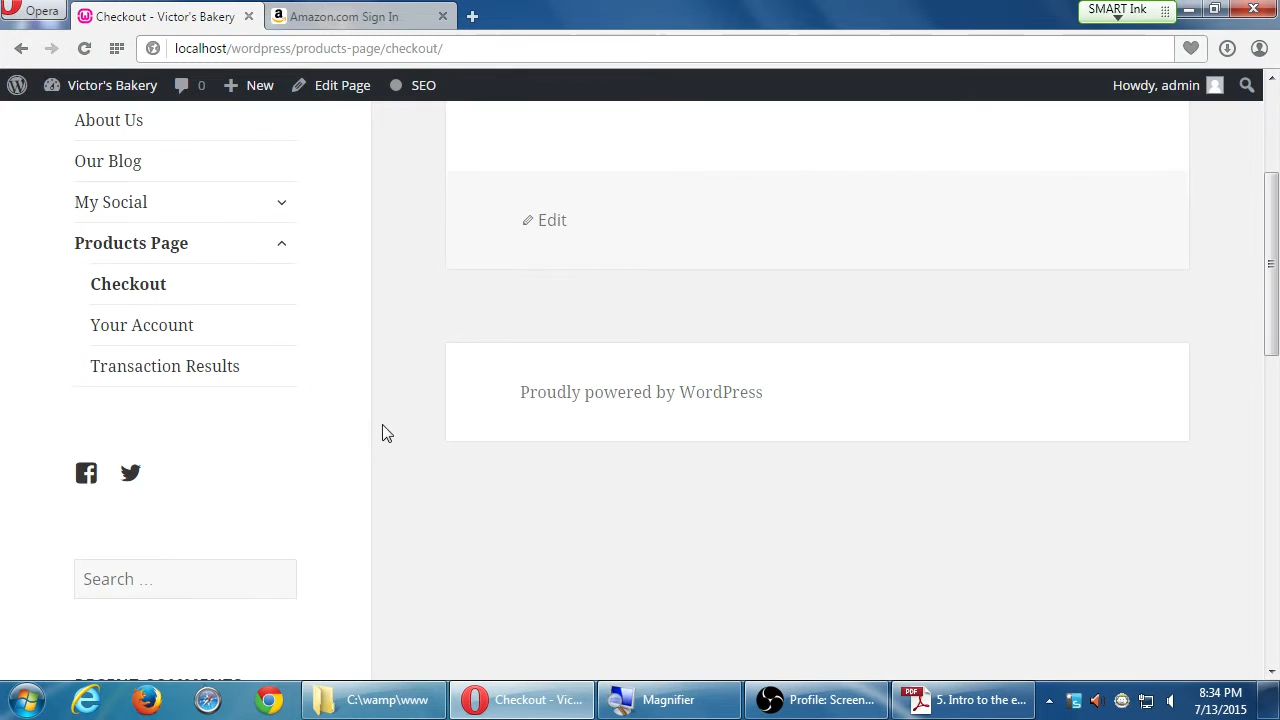 Opera
Checkout - Victor's Bakery
Amazon.com Sign In
SMART Ink
localhost/wordpress/products-page/checkout/
Victor's Bakery
0
New
Edit Page
SEO
Howdy, admin
About Us
Our Blog
My Social
Products Page
Checkout
Your Account
Transaction Results
Edit
Proudly powered by WordPress
Search …
RECENT COMMENTS
C:\wamp\www
Checkout - Vic...
Magnifier
Profile: Screen...
PDF
5. Intro to the e...
8:34 PM
7/13/2015